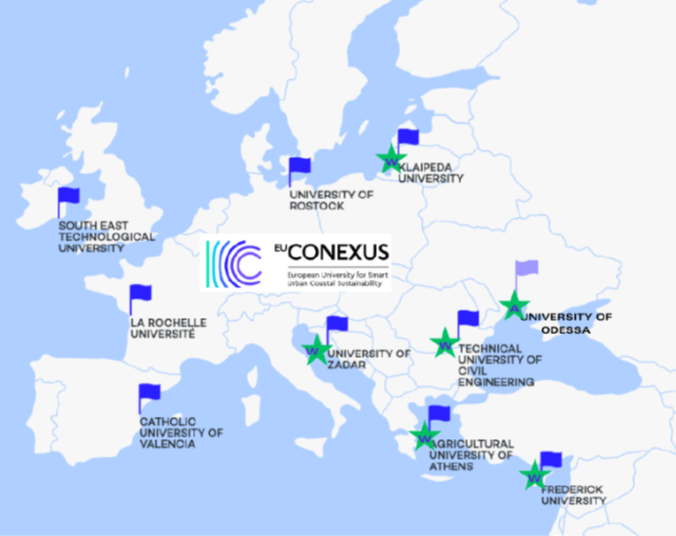 KLAIPEDA
UNIVERSITY
W
UNIVERSITY OF
ROSTOCK
SOUTH EAST
TECHNOLOGICAL
UNIVERSITY
EU CONEXUS
European University for Smart
Urban Coastal Sustainability
LA ROCHELLE
UNIVERSITÉ
A
UNIVERSITY OF
ODESSA
W
UNIVERSITY OF
ZADAR
W
TECHNICAL
UNIVERSITY OF
CIVIL
ENGINEERING
CATHOLIC
UNIVERSITY OF
VALENCIA
W
AGRICULTURAL
UNIVERSITY OF
ATHENS
W
FREDERICK
UNIVERSITY